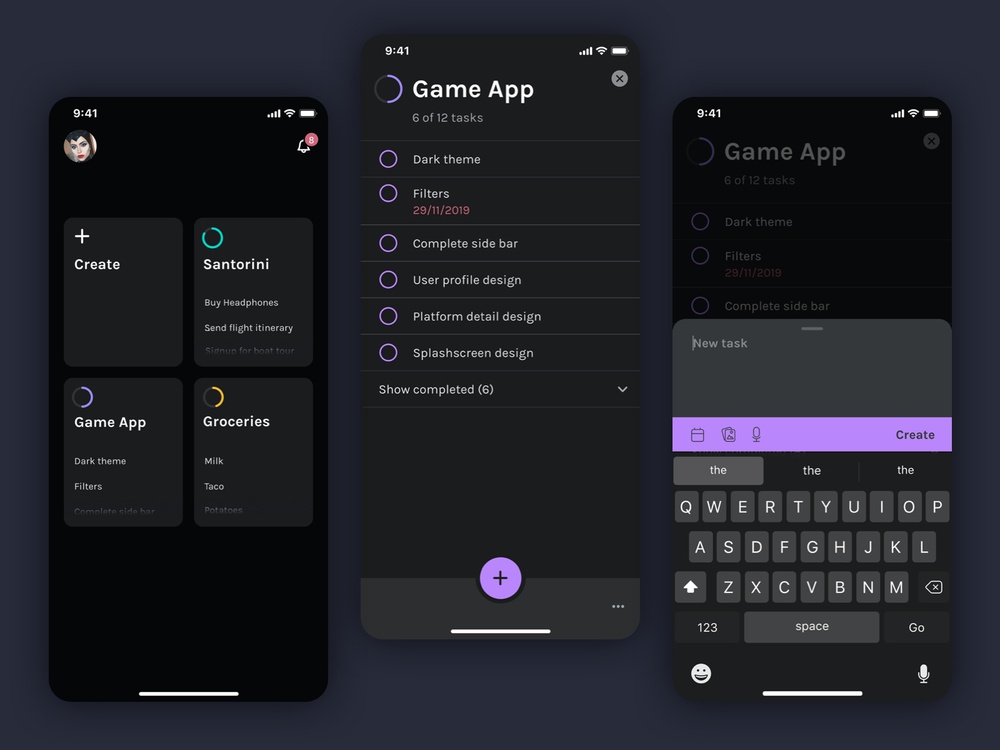 9:41
8
Create
Santorini
Buy Headphones
Send flight itinerary
Signup for boat tour
Game App
Dark theme
Filters
Complete side bar
Groceries
Milk
Taco
Potatoes
9:41
Game App
6 of 12 tasks
Dark theme
Filters
29/11/2019
Complete side bar
User profile design
Platform detail design
Splashscreen design
Show completed (6)
9:41
Game App
6 of 12 tasks
Dark theme
Filters
29/11/2019
Complete side bar
New task
Create
the the the
Q W E R T Y U I O P
A S D F G H J K L
Z X C V B N M
123 space Go